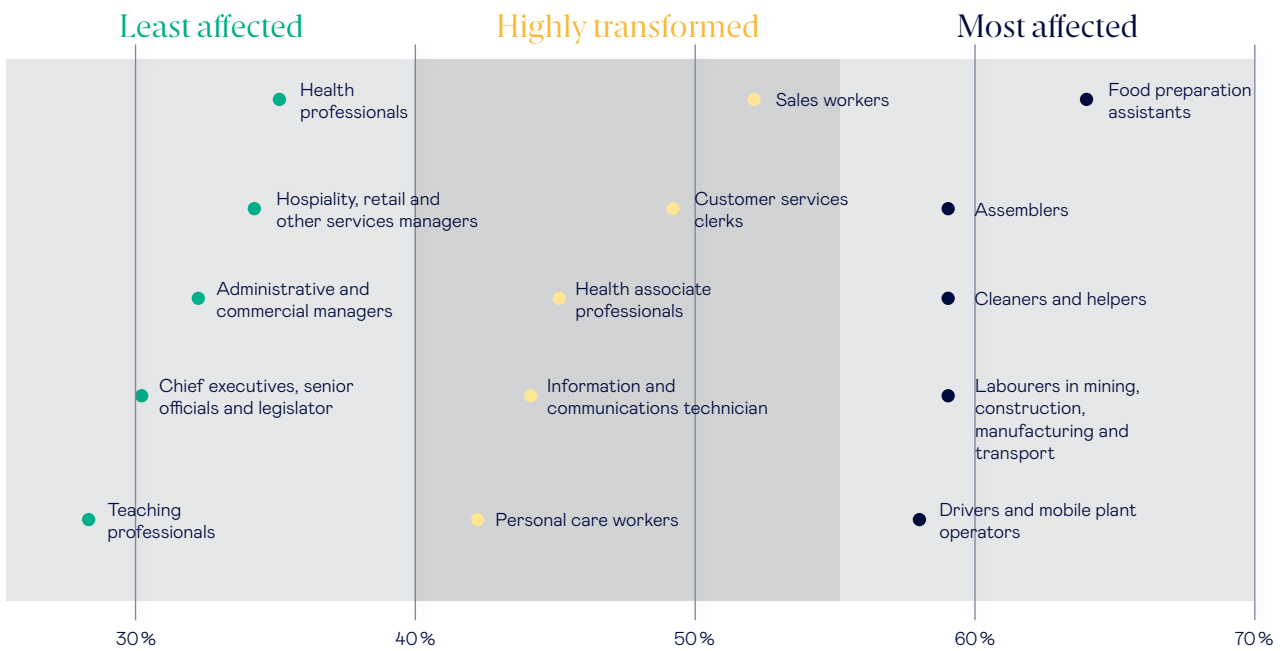 Least affected
Highly transformed
Most affected
Health
professionals
Sales workers
Food preparation
assistants
Hospiality, retail and
other services managers
Customer services
clerks
Assemblers
Administrative and
commercial managers
Health associate
professionals
Cleaners and helpers
Chief executives, senior
officials and legislator
Information and
communications technician
Labourers in mining,
construction,
manufacturing and
transport
Teaching
professionals
Personal care workers
Drivers and mobile plant
operators
30%
40%
50%
60%
70%